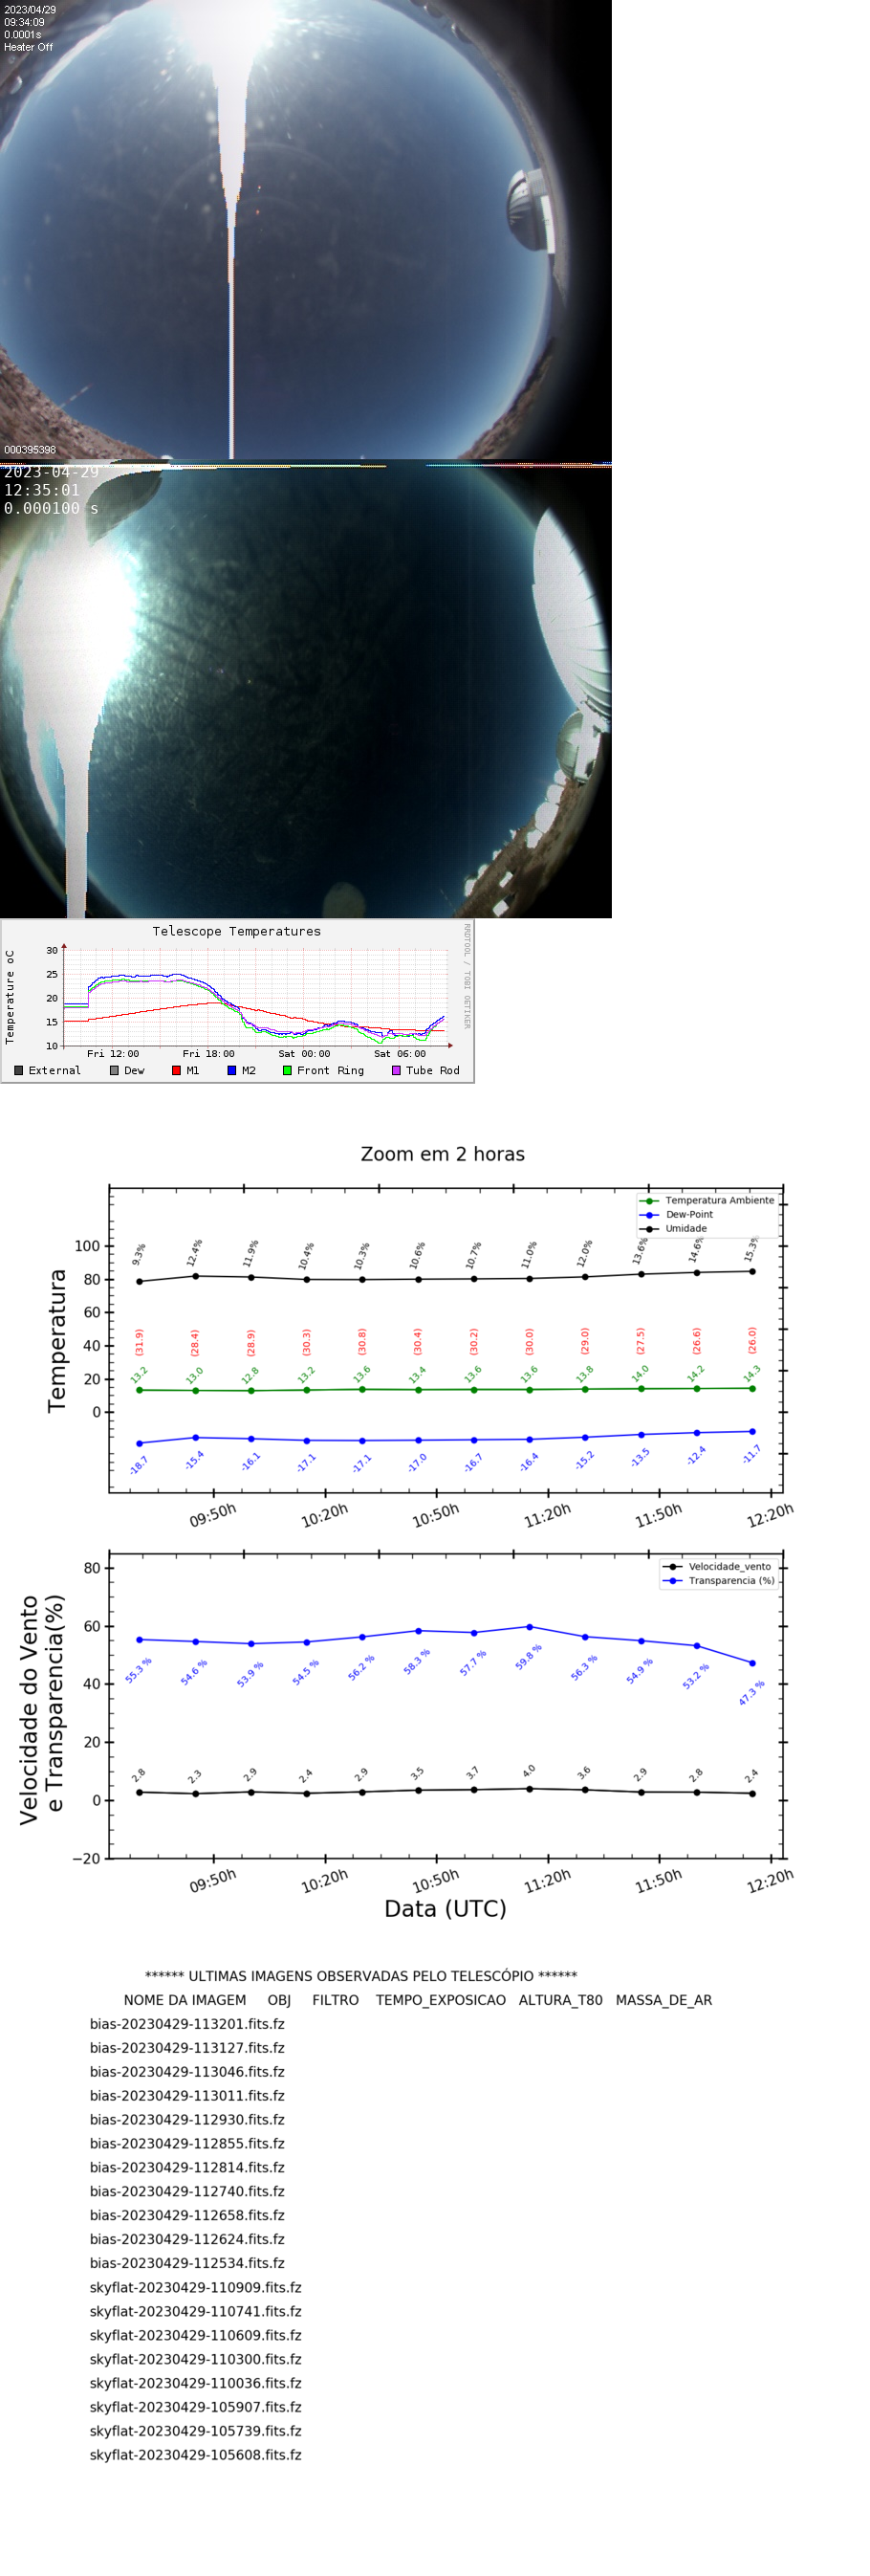 2023/04/29
09:34:09
0.0001s
Heater Off
000395398
2023-04-29
12:35:01
0.000100 s
Telescope Temperatures
RRDTOOL / TOBI OETIKER
Temperature oC
30
25
20
15
10
Fri 12:00 Fri 18:00 Sat 00:00 Sat 06:00
External Dew M1 M2 Front Ring Tube Rod
Zoom em 2 horas
Temperatura Ambiente
Dew-Point
Umidade
Temperatura
100
80
60
40
20
0
9.3% 12.4% 11.9% 10.4% 10.3% 10.6% 10.7% 11.0% 12.0% 13.6% 14.6% 15.3%
(31.9) (28.4) (28.9) (30.3) (30.8) (30.4) (30.2) (30.0) (29.0) (27.5) (26.6) (26.0)
13.2 13.0 12.8 13.2 13.6 13.4 13.6 13.6 13.8 14.0 14.2 14.3
-18.7 -15.4 -16.1 -17.1 -17.1 -17.0 -16.7 -16.4 -15.2 -13.5 -12.4 -11.7
09:50h 10:20h 10:50h 11:20h 11:50h 12:20h
Velocidade_vento
Transparencia (%)
Velocidade do Vento
e Transparencia(%)
80
60
40
20
0
−20
55.3 % 54.6 % 53.9 % 54.5 % 56.2 % 58.3 % 57.7 % 59.8 % 56.3 % 54.9 % 53.2 % 47.3 %
2.8 2.3 2.9 2.4 2.9 3.5 3.7 4.0 3.6 2.9 2.8 2.4
09:50h 10:20h 10:50h 11:20h 11:50h 12:20h
Data (UTC)
****** ULTIMAS IMAGENS OBSERVADAS PELO TELESCÓPIO ******
NOME DA IMAGEM OBJ FILTRO TEMPO_EXPOSICAO ALTURA_T80 MASSA_DE_AR
bias-20230429-113201.fits.fz
bias-20230429-113127.fits.fz
bias-20230429-113046.fits.fz
bias-20230429-113011.fits.fz
bias-20230429-112930.fits.fz
bias-20230429-112855.fits.fz
bias-20230429-112814.fits.fz
bias-20230429-112740.fits.fz
bias-20230429-112658.fits.fz
bias-20230429-112624.fits.fz
bias-20230429-112534.fits.fz
skyflat-20230429-110909.fits.fz
skyflat-20230429-110741.fits.fz
skyflat-20230429-110609.fits.fz
skyflat-20230429-110300.fits.fz
skyflat-20230429-110036.fits.fz
skyflat-20230429-105907.fits.fz
skyflat-20230429-105739.fits.fz
skyflat-20230429-105608.fits.fz